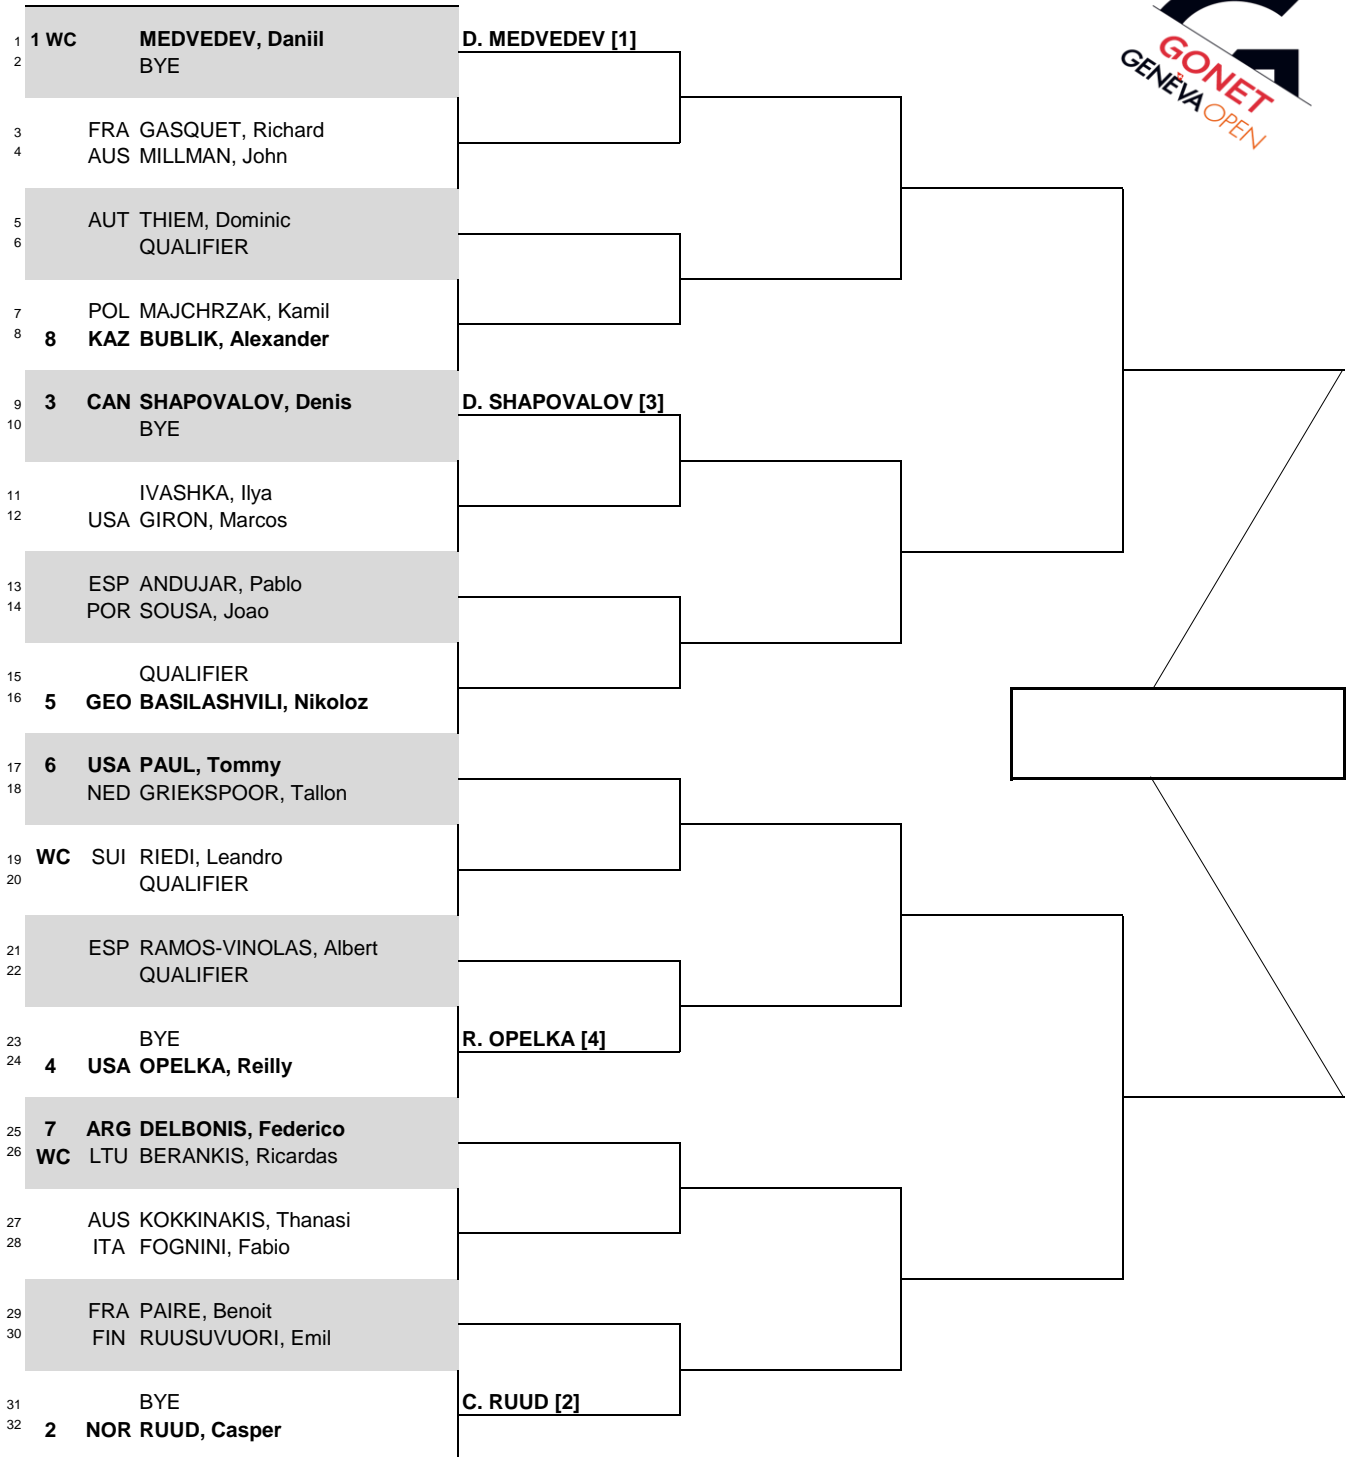 1 1 WC MEDVEDEV, Daniil D. MEDVEDEV [1]
2 BYE
GONET
GENEVA OPEN
3 FRA GASQUET, Richard
4 AUS MILLMAN, John
5 AUT THIEM, Dominic
6 QUALIFIER
7 POL MAJCHRZAK, Kamil
8 8 KAZ BUBLIK, Alexander
9 3 CAN SHAPOVALOV, Denis D. SHAPOVALOV [3]
10 BYE
11 IVASHKA, Ilya
12 USA GIRON, Marcos
13 ESP ANDUJAR, Pablo
14 POR SOUSA, Joao
15 QUALIFIER
16 5 GEO BASILASHVILI, Nikoloz
17 6 USA PAUL, Tommy
18 NED GRIEKSPOOR, Tallon
19 WC SUI RIEDI, Leandro
20 QUALIFIER
21 ESP RAMOS-VINOLAS, Albert
22 QUALIFIER
23 BYE R. OPELKA [4]
24 4 USA OPELKA, Reilly
25 7 ARG DELBONIS, Federico
26 WC LTU BERANKIS, Ricardas
27 AUS KOKKINAKIS, Thanasi
28 ITA FOGNINI, Fabio
29 FRA PAIRE, Benoit
30 FIN RUUSUVUORI, Emil
31 BYE C. RUUD [2]
32 2 NOR RUUD, Casper